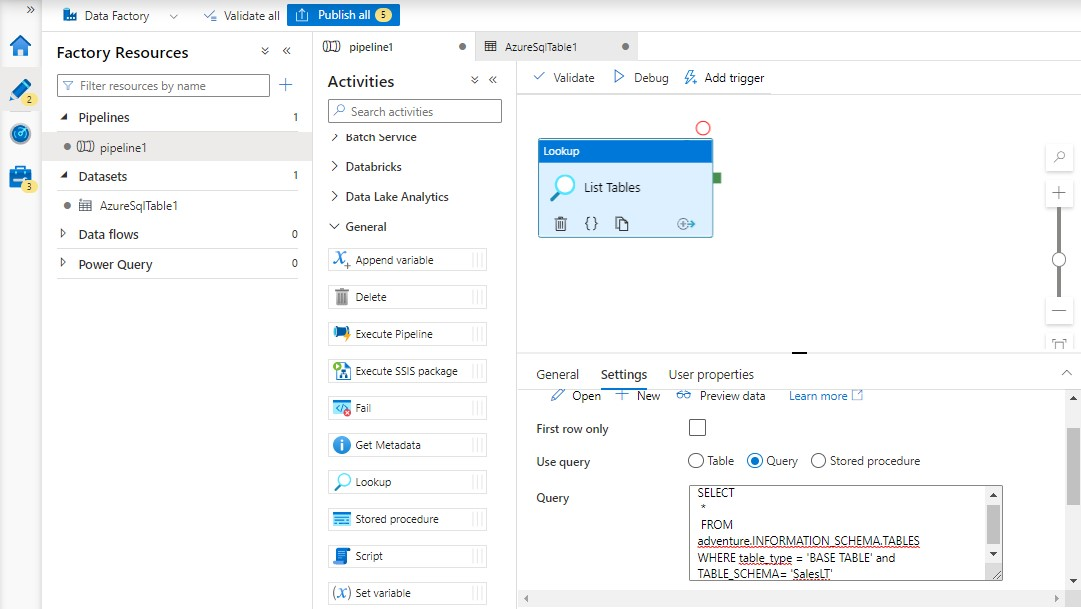 Data Factory
Validate all
Publish all 5
Factory Resources
Filter resources by name
2
3
Pipelines 1
pipeline1
Datasets 1
AzureSqlTable1
Data flows 0
Power Query 0
pipeline1
AzureSqlTable1
Activities
Search activities
Batch Service
Databricks
Data Lake Analytics
General
Append variable
Delete
Execute Pipeline
Execute SSIS package
Fail
Get Metadata
Lookup
Stored procedure
Script
Set variable
Validate
Debug
Add trigger
Lookup
List Tables
General
Settings
User properties
Open
New
Preview data
Learn more
First row only
Use query
Table
Query
Stored procedure
Query
SELECT
*
FROM
adventure.INFORMATION_SCHEMA.TABLES
WHERE table_type = 'BASE TABLE' and
TABLE_SCHEMA= 'SalesLT'